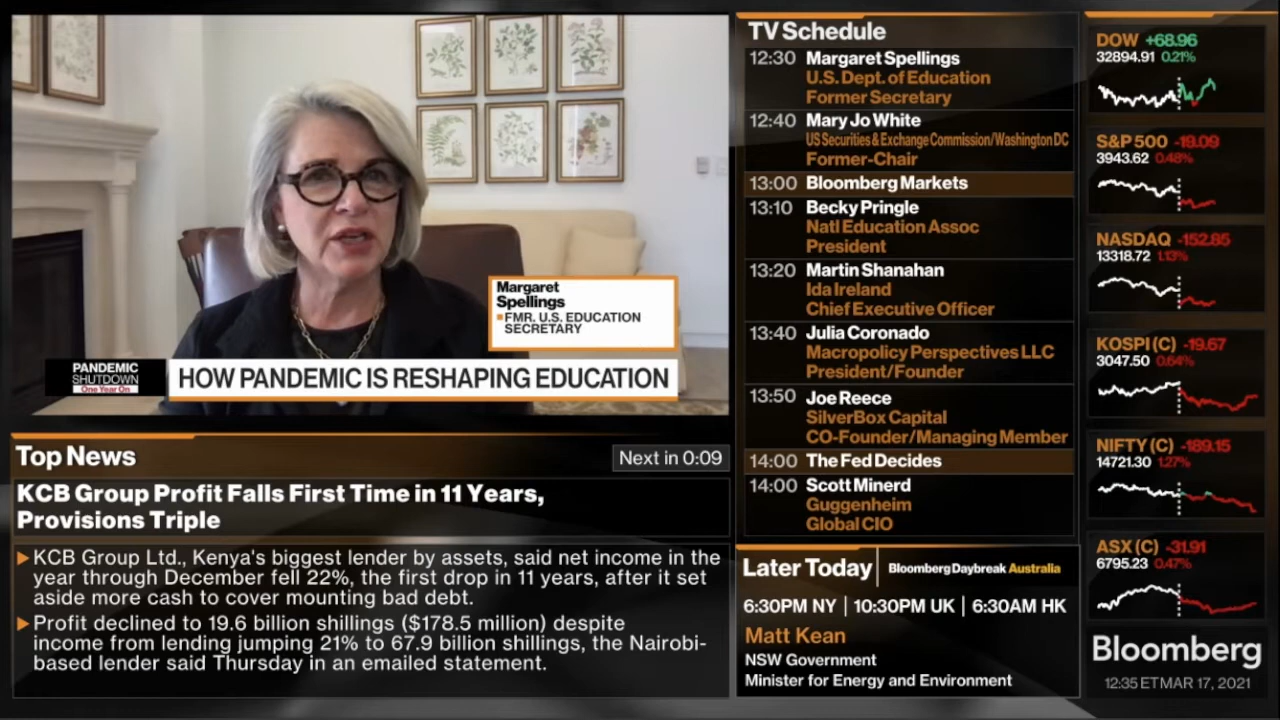 Margaret
Spellings
FMR. U.S. EDUCATION
SECRETARY
PANDEMIC
SHUTDOWN
One Year On
HOW PANDEMIC IS RESHAPING EDUCATION
Top News
Next in 0:09
KCB Group Profit Falls First Time in 11 Years,
Provisions Triple
KCB Group Ltd., Kenya's biggest lender by assets, said net income in the
year through December fell 22%, the first drop in 11 years, after it set
aside more cash to cover mounting bad debt.
Profit declined to 19.6 billion shillings ($178.5 million) despite
income from lending jumping 21% to 67.9 billion shillings, the Nairobi-
based lender said Thursday in an emailed statement.
TV Schedule
12:30 Margaret Spellings
U.S. Dept. of Education
Former Secretary
12:40 Mary Jo White
US Securities & Exchange Commission/Washington DC
Former-Chair
13:00 Bloomberg Markets
13:10 Becky Pringle
Natl Education Assoc
President
13:20 Martin Shanahan
Ida Ireland
Chief Executive Officer
13:40 Julia Coronado
Macropolicy Perspectives LLC
President/Founder
13:50 Joe Reece
SilverBox Capital
CO-Founder/Managing Member
14:00 The Fed Decides
14:00 Scott Minerd
Guggenheim
Global CIO
Later Today | Bloomberg Daybreak Australia
6:30PM NY | 10:30PM UK | 6:30AM HK
Matt Kean
NSW Government
Minister for Energy and Environment
DOW +68.96
32894.91 0.21%
S&P 500 -19.09
3943.62 0.48%
NASDAQ -152.85
13318.72 1.13%
KOSPI (C) -19.67
3047.50 0.64%
NIFTY (C) -189.15
14721.30 1.27%
ASX (C) -31.91
6795.23 0.47%
Bloomberg
12:35 ET MAR 17, 2021